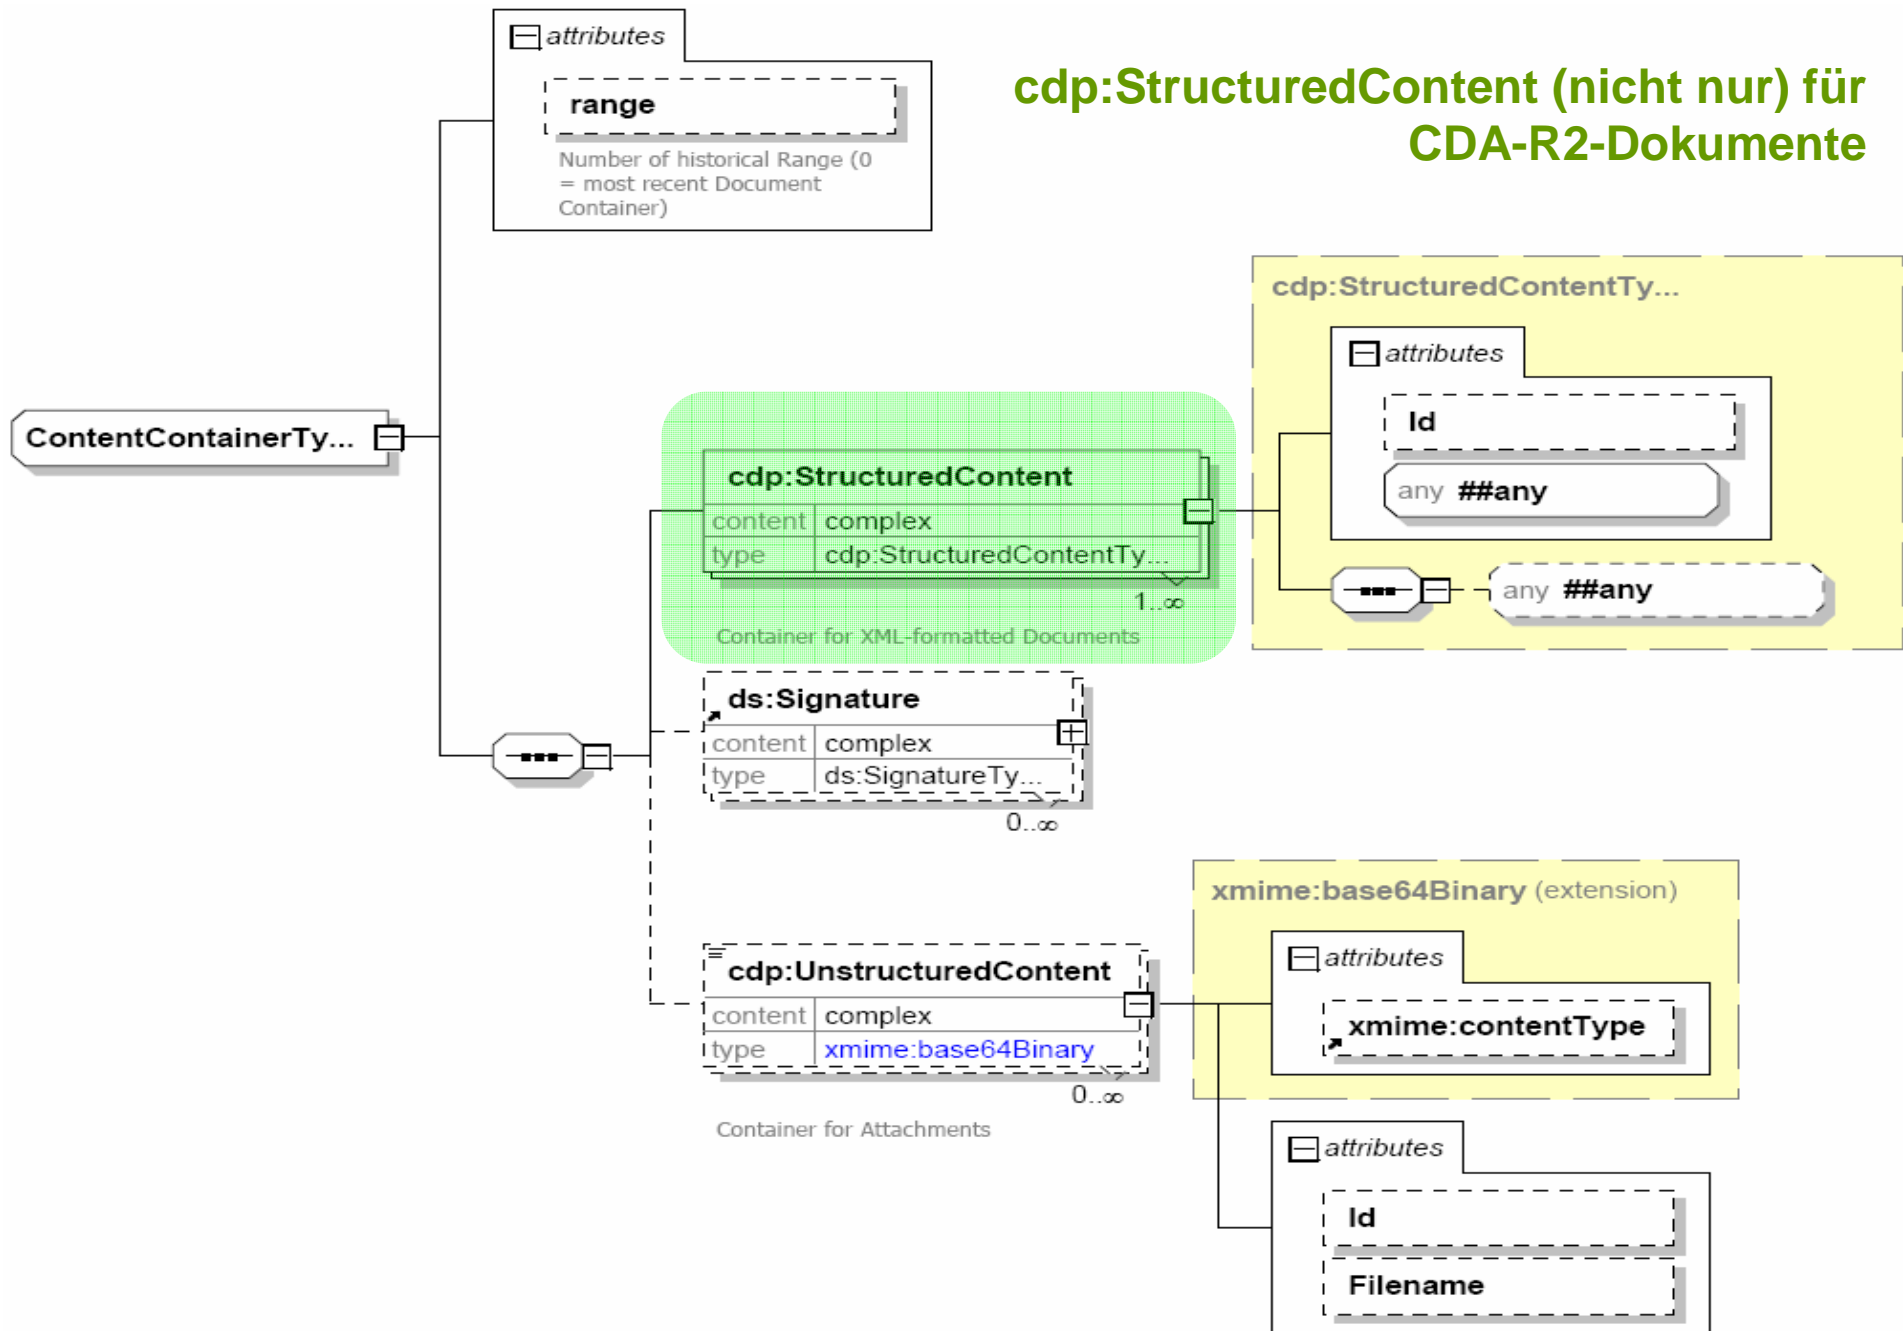 cdp:StructuredContent (nicht nur) für
CDA-R2-Dokumente
attributes
range
Number of historical Range (0
= most recent Document
Container)
ContentContainerTy...
cdp:StructuredContent
content complex
type cdp:StructuredContentTy...
1..∞
Container for XML-formatted Documents
cdp:StructuredContentTy...
attributes
Id
any ##any
any ##any
ds:Signature
content complex
type ds:SignatureTy...
0..∞
cdp:UnstructuredContent
content complex
type xmime:base64Binary
0..∞
Container for Attachments
xmime:base64Binary (extension)
attributes
xmime:contentType
attributes
Id
Filename